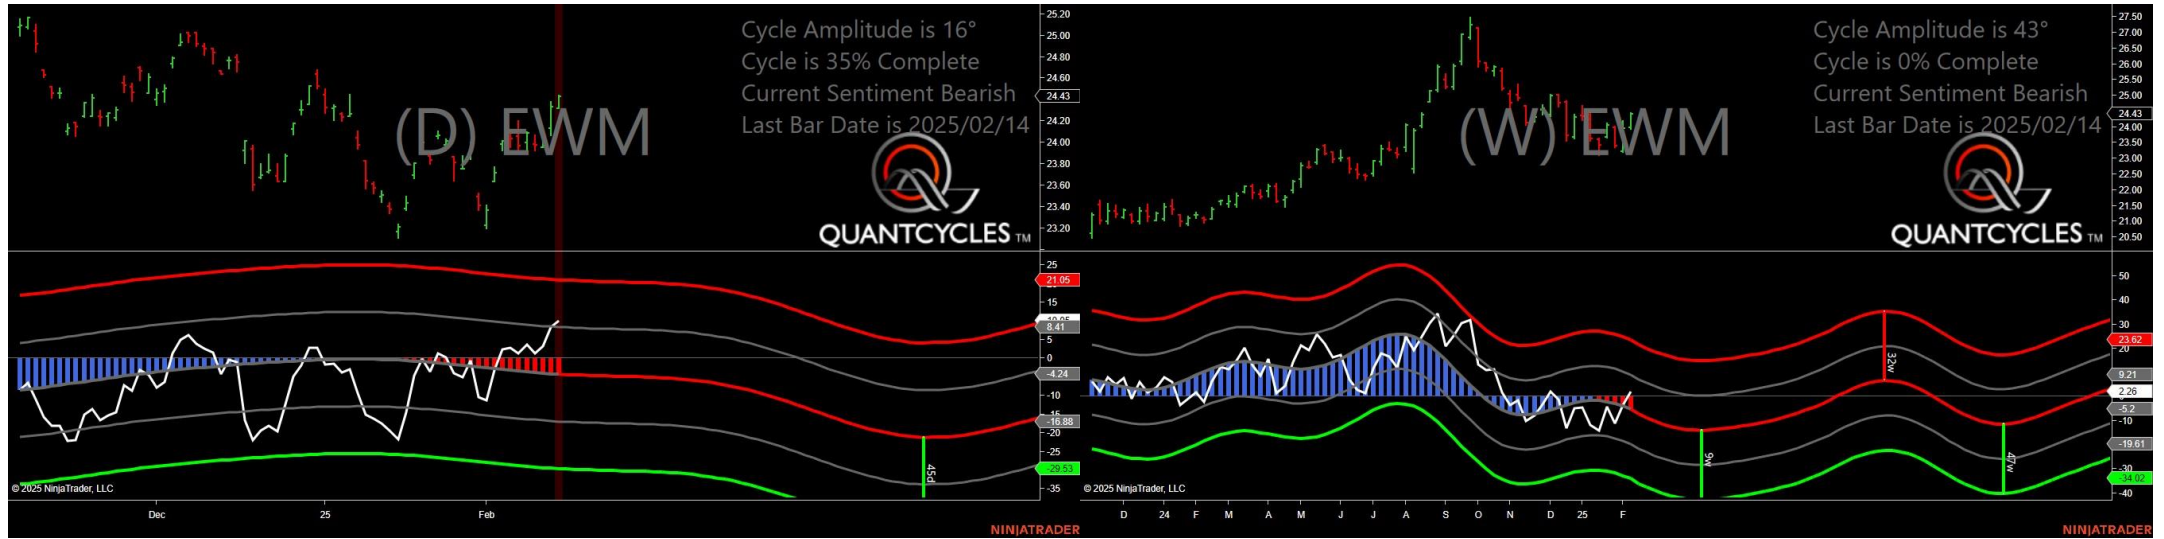 Cycle Amplitude is 16°
Cycle is 35% Complete
Current Sentiment Bearish
Last Bar Date is 2025/02/14
(D) EWM
QUANTCYCLES TM
25.20
25.00
24.80
24.60
24.43
24.20
24.00
23.80
23.60
23.40
23.20
25
21.05
15
8.41
5
0
-4.24
-10
-15
-16.88
-20
-25
-29.53
-35
45d
© 2025 NinjaTrader, LLC
Dec
25
Feb
NINJATRADER
Cycle Amplitude is 43°
Cycle is 0% Complete
Current Sentiment Bearish
Last Bar Date is 2025/02/14
(W) EWM
QUANTCYCLES TM
27.50
27.00
26.50
26.00
25.50
25.00
24.43
24.00
23.50
23.00
22.50
22.00
21.50
21.00
20.50
50
40
30
23.62
20
9.21
2.26
-5.2
-10
-19.61
-30
-34.02
-40
32w
9w
47w
© 2025 NinjaTrader, LLC
D
24
F
M
A
M
J
J
A
S
O
N
D
25
F
NINJATRADER